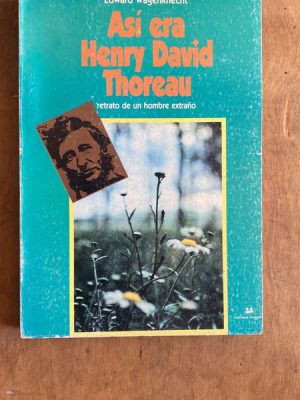 Edward Wagenknecht
Así era
Henry David
Thoreau
retrato de un hombre extraño